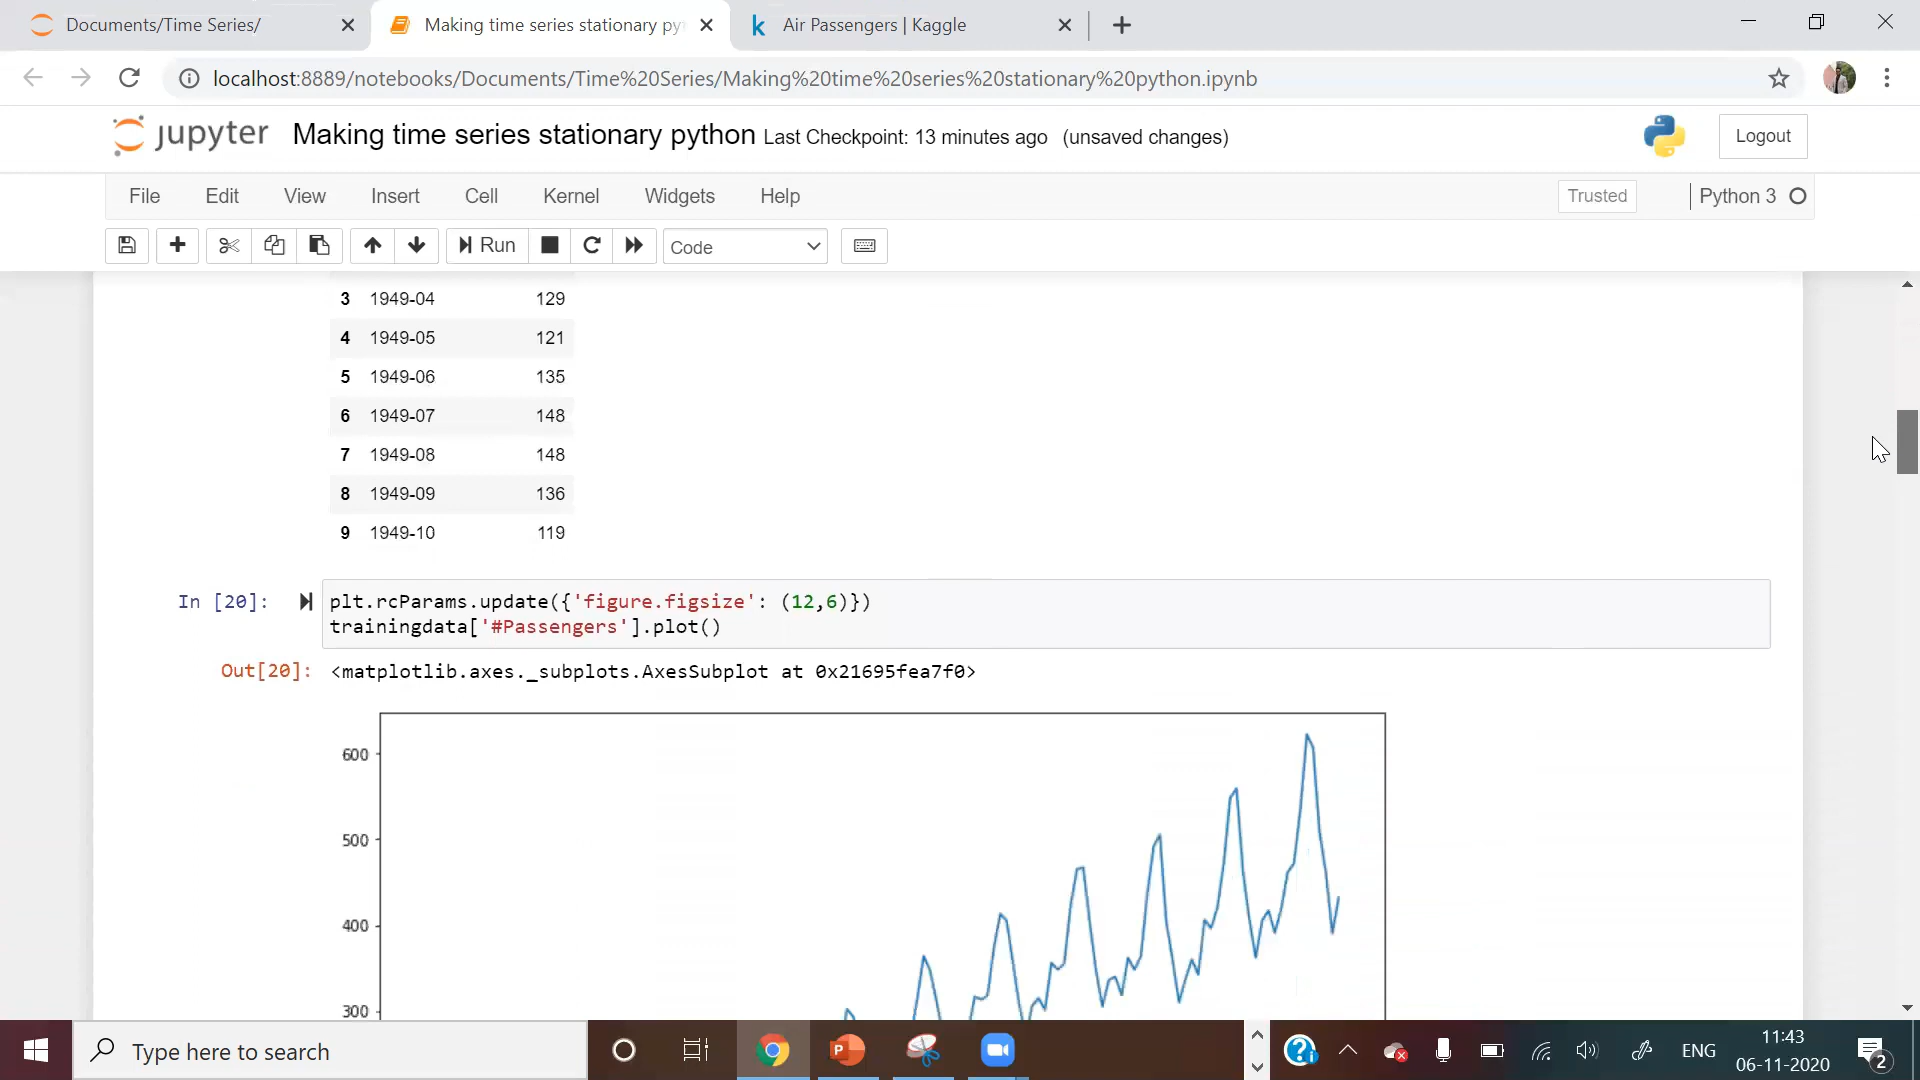 Documents/Time Series/
Making time series stationary py
Air Passengers | Kaggle
localhost:8889/notebooks/Documents/Time%20Series/Making%20time%20series%20stationary%20python.ipynb
jupyter Making time series stationary python Last Checkpoint: 13 minutes ago (unsaved changes)
Logout
File Edit View Insert Cell Kernel Widgets Help
Trusted
Python 3
Run
Code
3 1949-04 129
4 1949-05 121
5 1949-06 135
6 1949-07 148
7 1949-08 148
8 1949-09 136
9 1949-10 119
In [20]: plt.rcParams.update({'figure.figsize': (12,6)})
trainingdata['#Passengers'].plot()
Out[20]: <matplotlib.axes._subplots.AxesSubplot at 0x21695fea7f0>
600
500
400
300
Type here to search
ENG
11:43
06-11-2020
2